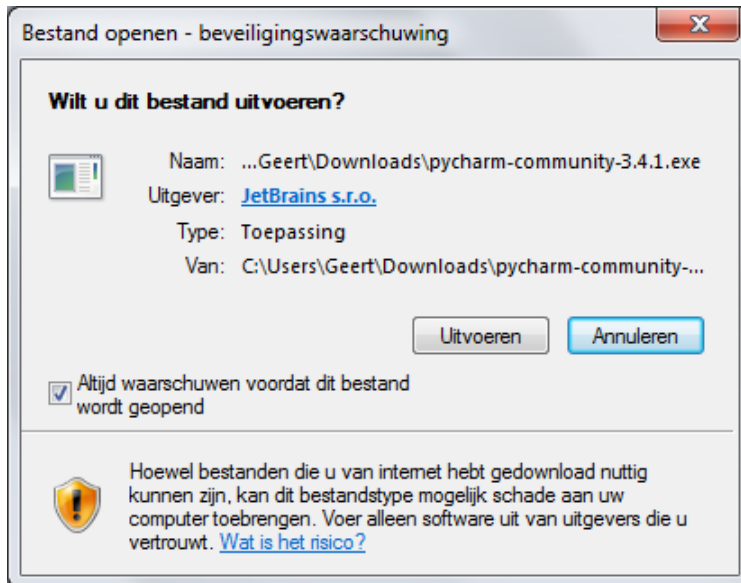 Bestand openen - beveiligingswaarschuwing
Wilt u dit bestand uitvoeren?
Naam: ...Geert\Downloads\pycharm-community-3.4.1.exe
Uitgever: JetBrains s.r.o.
Type: Toepassing
Van: C:\Users\Geert\Downloads\pycharm-community-...
Uitvoeren Annuleren
Altijd waarschuwen voordat dit bestand
wordt geopend
Hoewel bestanden die u van internet hebt gedownload nuttig
kunnen zijn, kan dit bestandstype mogelijk schade aan uw
computer toebrengen. Voer alleen software uit van uitgevers die u
vertrouwt. Wat is het risico?